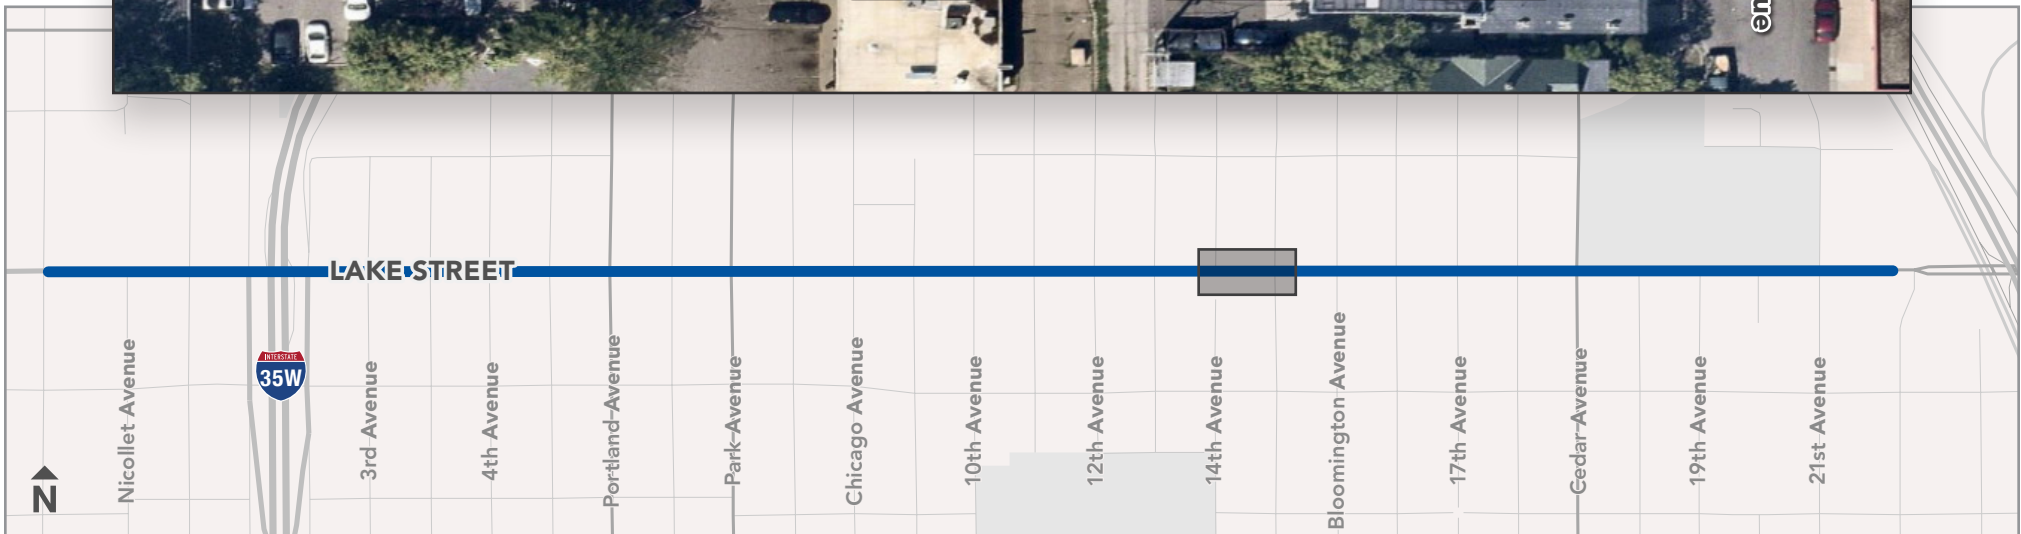 ue
LAKE STREET
INTERSTATE
35W
Nicollet Avenue
3rd Avenue
4th Avenue
Portland Avenue
Park Avenue
Chicago Avenue
10th Avenue
12th Avenue
14th Avenue
Bloomington Avenue
17th Avenue
Cedar Avenue
19th Avenue
21st Avenue
N